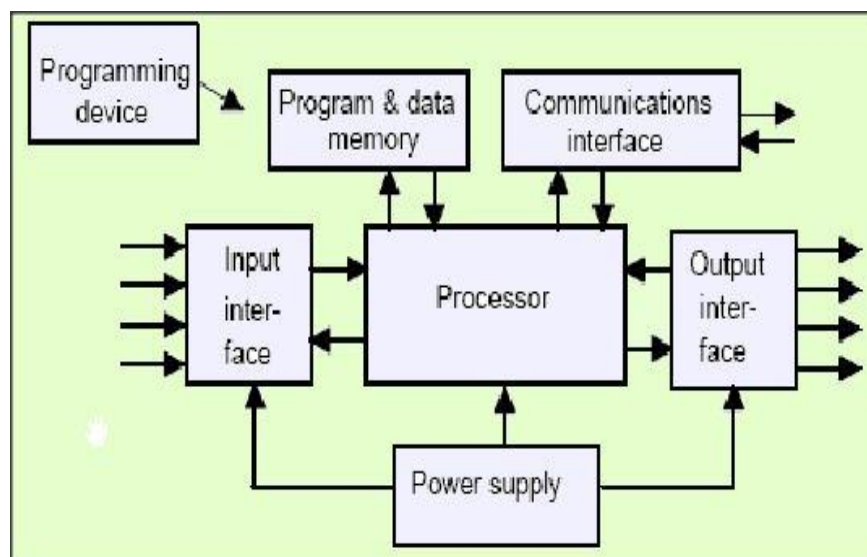 Programming
device
Program & data
memory
Communications
interface
Input
inter-
face
Processor
Output
inter-
face
Power supply